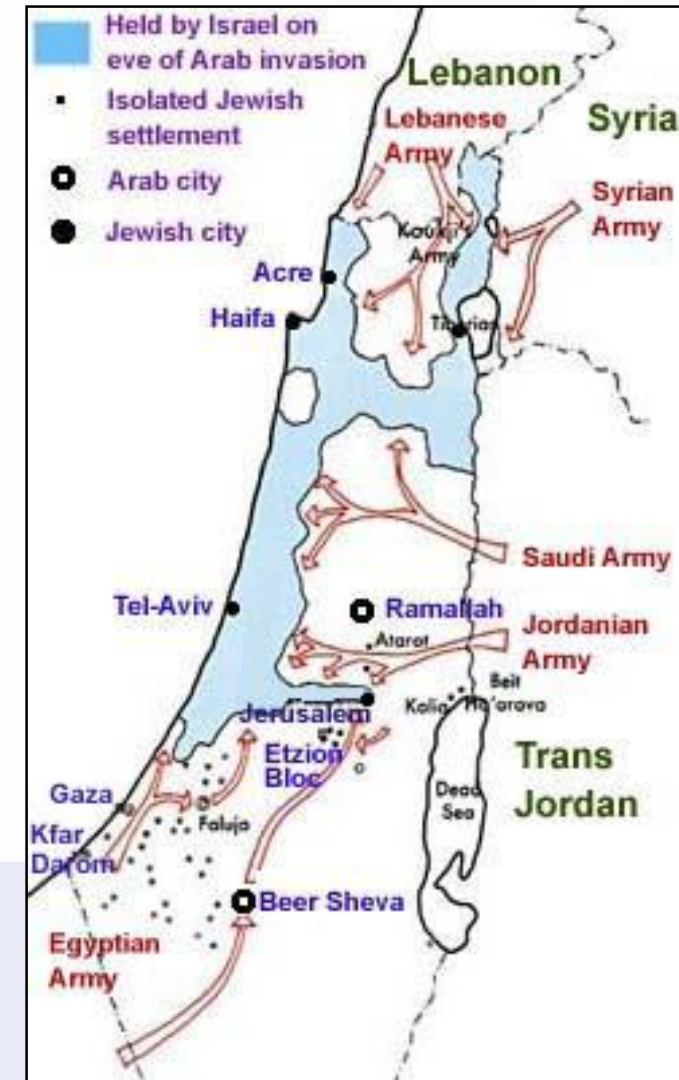 Held by Israel on
eve of Arab invasion
Isolated Jewish
settlement
Arab city
Jewish city
Lebanon
Syria
Lebanese
Army
Syrian
Army
Kaukji's
Army
Acre
Haifa
Tiberias
Saudi Army
Tel-Aviv
Ramallah
Jordanian
Army
Atarot
Beit
Ha'arava
Kalia
Jerusalem
Etzion
Bloc
Trans
Jordan
Dead
Sea
Gaza
Faluja
Kfar
Darom
Beer Sheva
Egyptian
Army